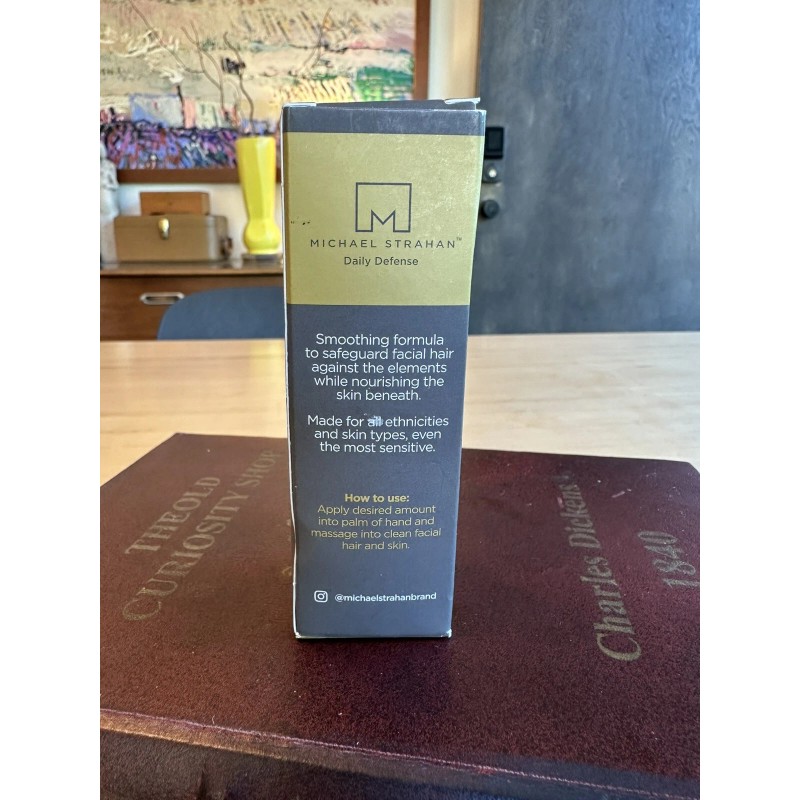 M
MICHAEL STRAHAN™
Daily Defense
Smoothing formula
to safeguard facial hair
against the elements
while nourishing the
skin beneath.
Made for all ethnicities
and skin types, even
the most sensitive.
How to use:
Apply desired amount
into palm of hand and
massage into clean facial
hair and skin.
@michaelstrahanbrand
THE OLD
CURIOSITY SHOP
Charles Dickens
1840